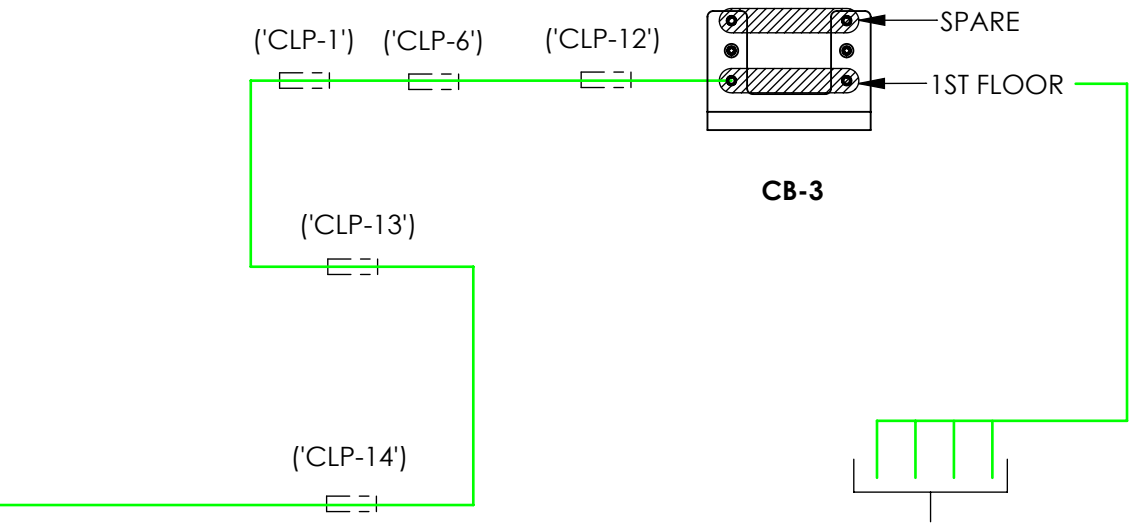 SPARE
('CLP-1') ('CLP-6') ('CLP-12')
1ST FLOOR
CB-3
('CLP-13')
('CLP-14')